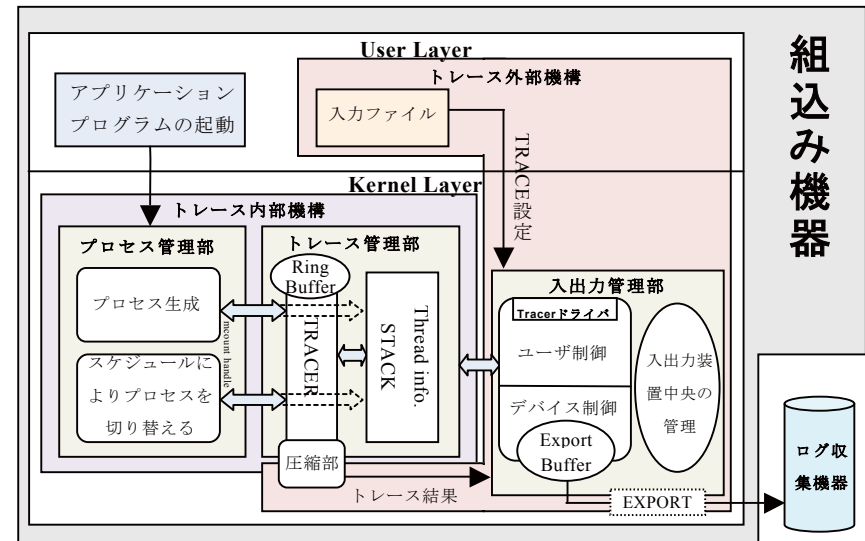 User Layer
トレース外部機構
組込み機器
アプリケーション
プログラムの起動
入力ファイル
TRACE設定
Kernel Layer
トレース内部機構
プロセス管理部
トレース管理部
プロセス生成
スケジュールに
よりプロセスを
切り替える
mcount handle
Ring
Buffer
TRACER
Thread info.
STACK
圧縮部
トレース結果
入出力管理部
Tracerドライバ
ユーザ制御
デバイス制御
Export
Buffer
入出力装
置中央の
管理
EXPORT
ログ収
集機器